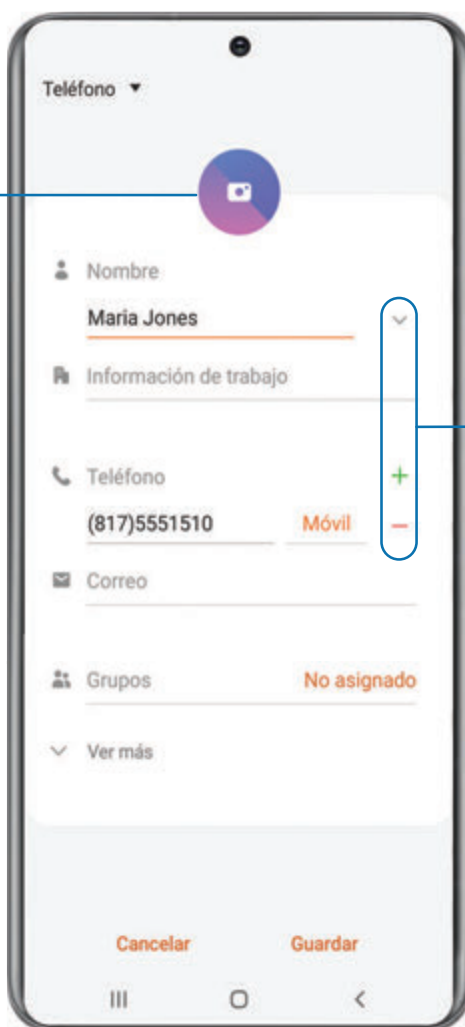 Teléfono
Nombre
Maria Jones
Información de trabajo
Teléfono
(817)5551510 Móvil
Correo
Grupos No asignado
Ver más
Cancelar Guardar